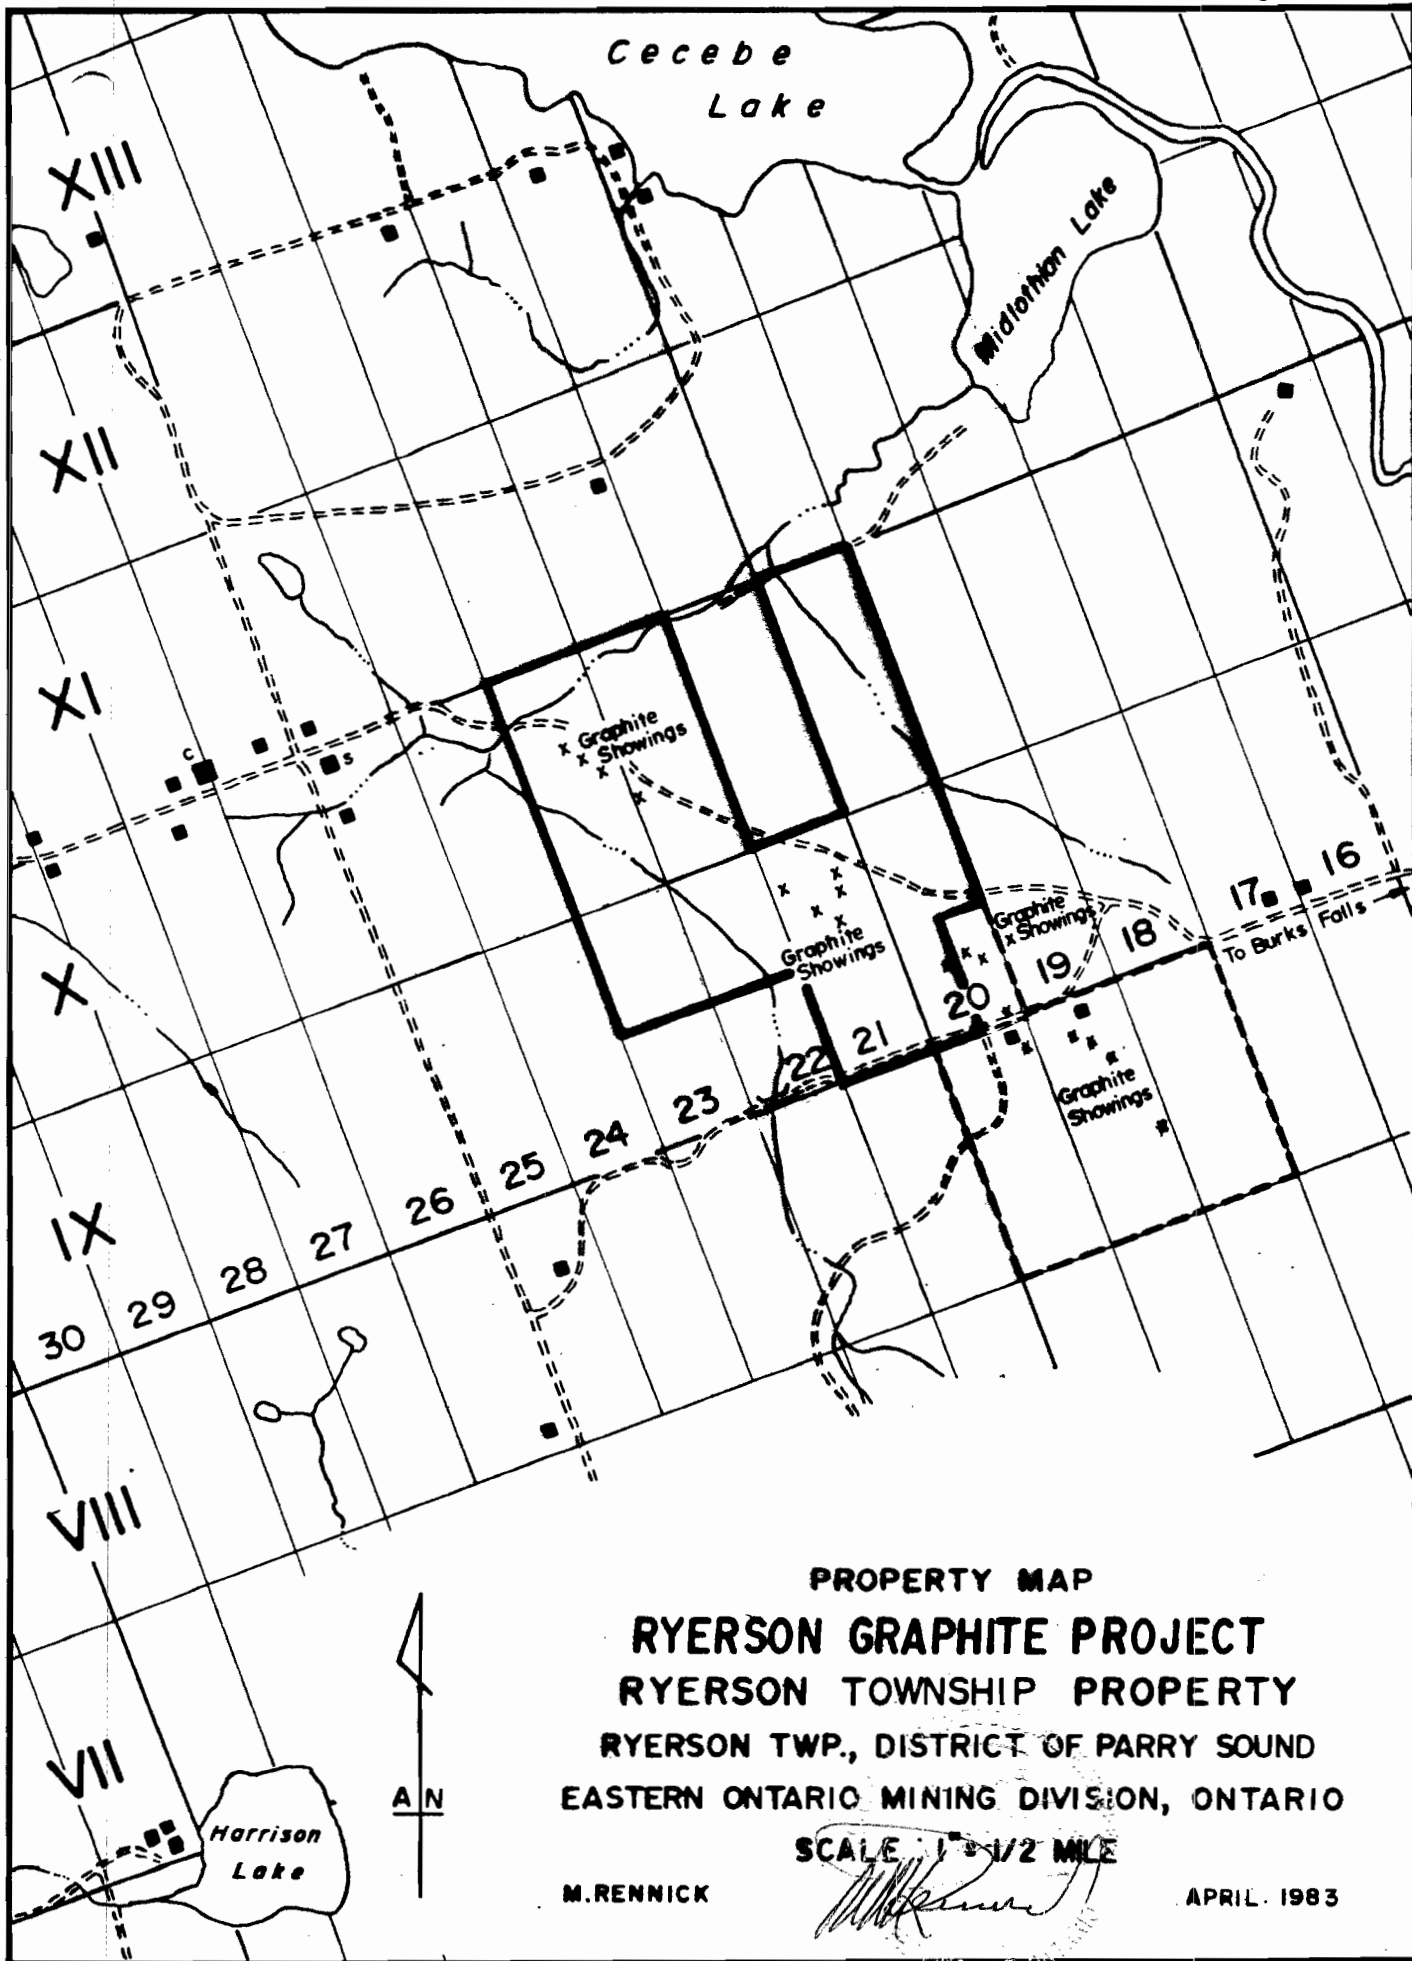 Cecebe
Lake
XIII
Midlothian Lake
XII
XI
Graphite
Showings
C
S
16
17
To Burks Falls
Graphite
Showings
18
19
Graphite
Showings
X
20
21
22
Graphite
Showings
23
24
25
26
27
28
29
30
IX
VIII
VII
Harrison
Lake
A N
PROPERTY MAP
RYERSON GRAPHITE PROJECT
RYERSON TOWNSHIP PROPERTY
RYERSON TWP., DISTRICT OF PARRY SOUND
EASTERN ONTARIO MINING DIVISION, ONTARIO
SCALE : 1" = 1/2 MILE
M. RENNICK
APRIL. 1983